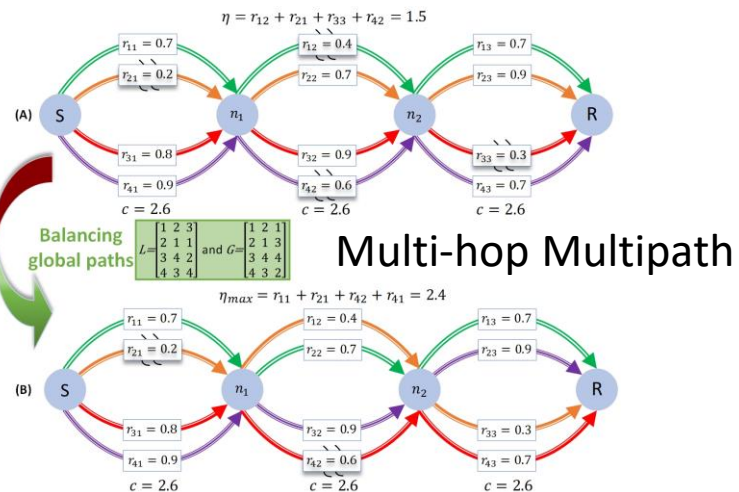 η = r₁₂ + r₂₁ + r₃₃ + r₄₂ = 1.5
r₁₁ = 0.7 r₁₂ = 0.4 r₁₃ = 0.7
r₂₁ = 0.2 r₂₂ = 0.7 r₂₃ = 0.9
(A) S n₁ n₂ R
r₃₁ = 0.8 r₃₂ = 0.9 r₃₃ = 0.3
r₄₁ = 0.9 r₄₂ = 0.6 r₄₃ = 0.7
c = 2.6 c = 2.6 c = 2.6
Balancing
global paths
L= [1 2 3 and G= [1 2 1
2 1 1 2 1 3
3 4 2 3 4 4
4 3 4] 4 3 2]
Multi-hop Multipath
ηmax = r₁₁ + r₂₁ + r₄₂ + r₄₁ = 2.4
r₁₁ = 0.7 r₁₂ = 0.4 r₁₃ = 0.7
r₂₁ = 0.2 r₂₂ = 0.7 r₂₃ = 0.9
(B) S n₁ n₂ R
r₃₁ = 0.8 r₃₂ = 0.9 r₃₃ = 0.3
r₄₁ = 0.9 r₄₂ = 0.6 r₄₃ = 0.7
c = 2.6 c = 2.6 c = 2.6